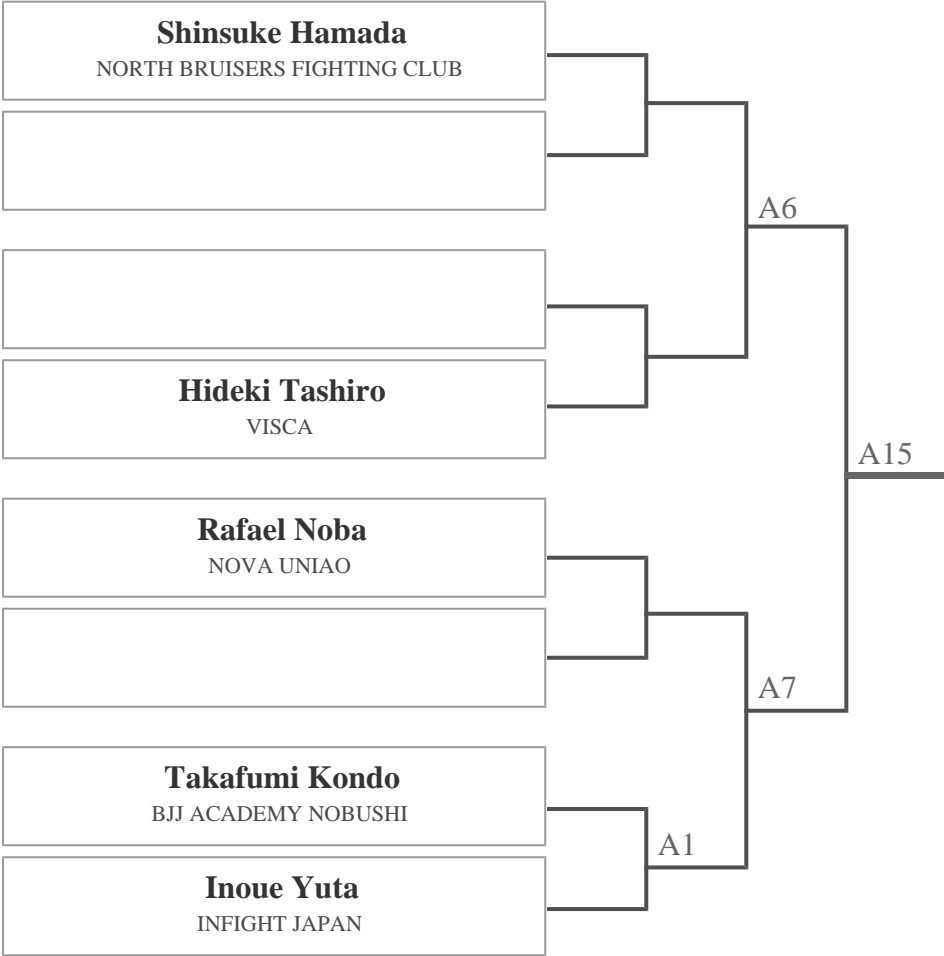 Shinsuke Hamada
NORTH BRUISERS FIGHTING CLUB
A6
Hideki Tashiro
VISCA
A15
Rafael Noba
NOVA UNIAO
A7
Takafumi Kondo
BJJ ACADEMY NOBUSHI
A1
Inoue Yuta
INFIGHT JAPAN